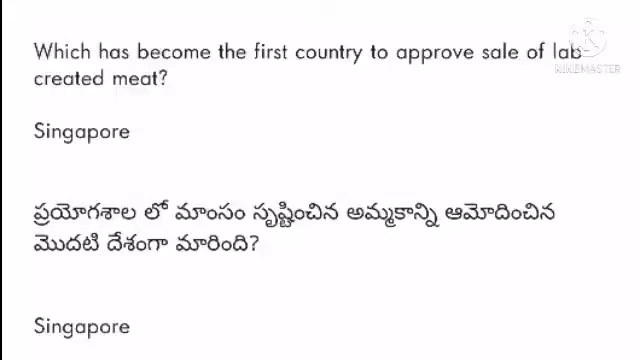 Which has become the first country to approve sale of lab
created meat?
Singapore
ప్రయోగశాల లో మాంసం సృష్టించిన అమ్మకాన్ని ఆమోదించిన
మొదటి దేశంగా మారింది?
Singapore
KINEMASTER